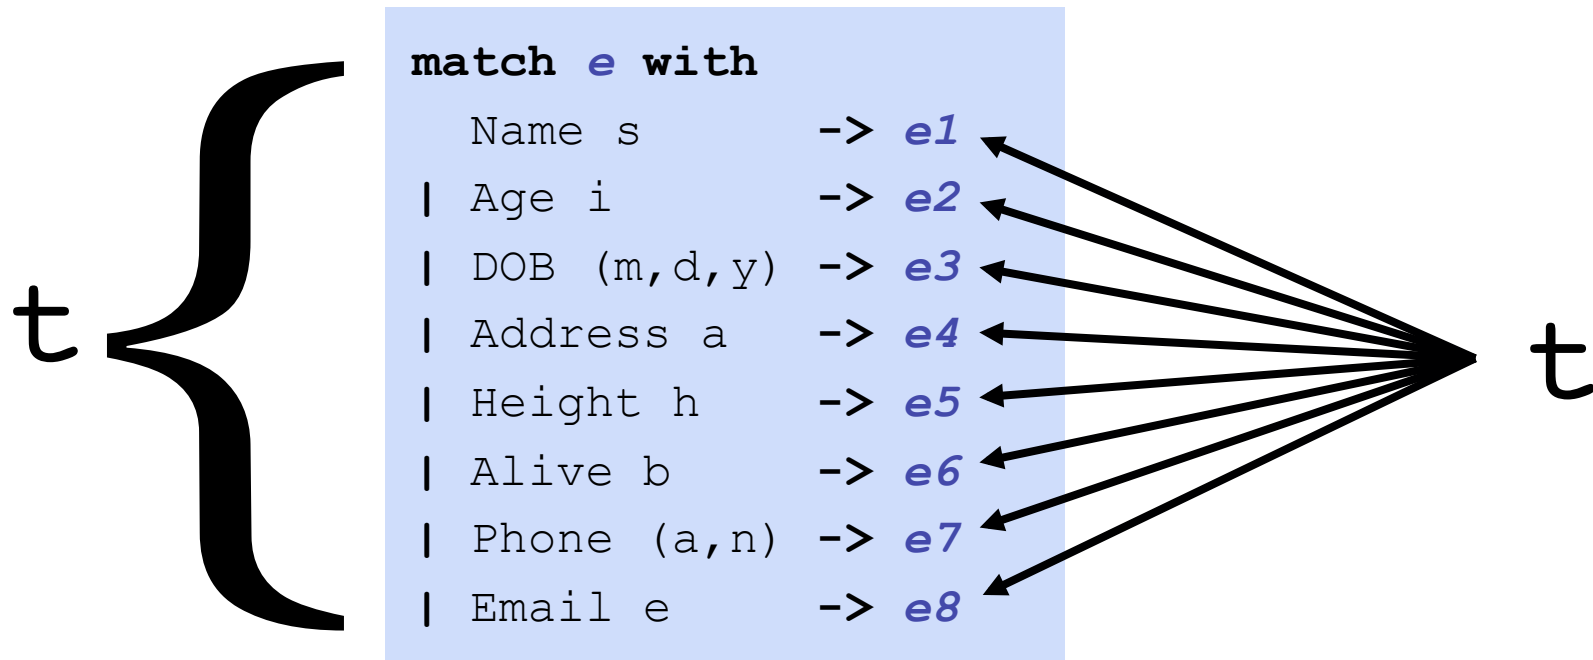 match e with
Name s -> e1
| Age i -> e2
| DOB (m,d,y) -> e3
t
| Address a -> e4
t
| Height h -> e5
| Alive b -> e6
| Phone (a,n) -> e7
| Email e -> e8